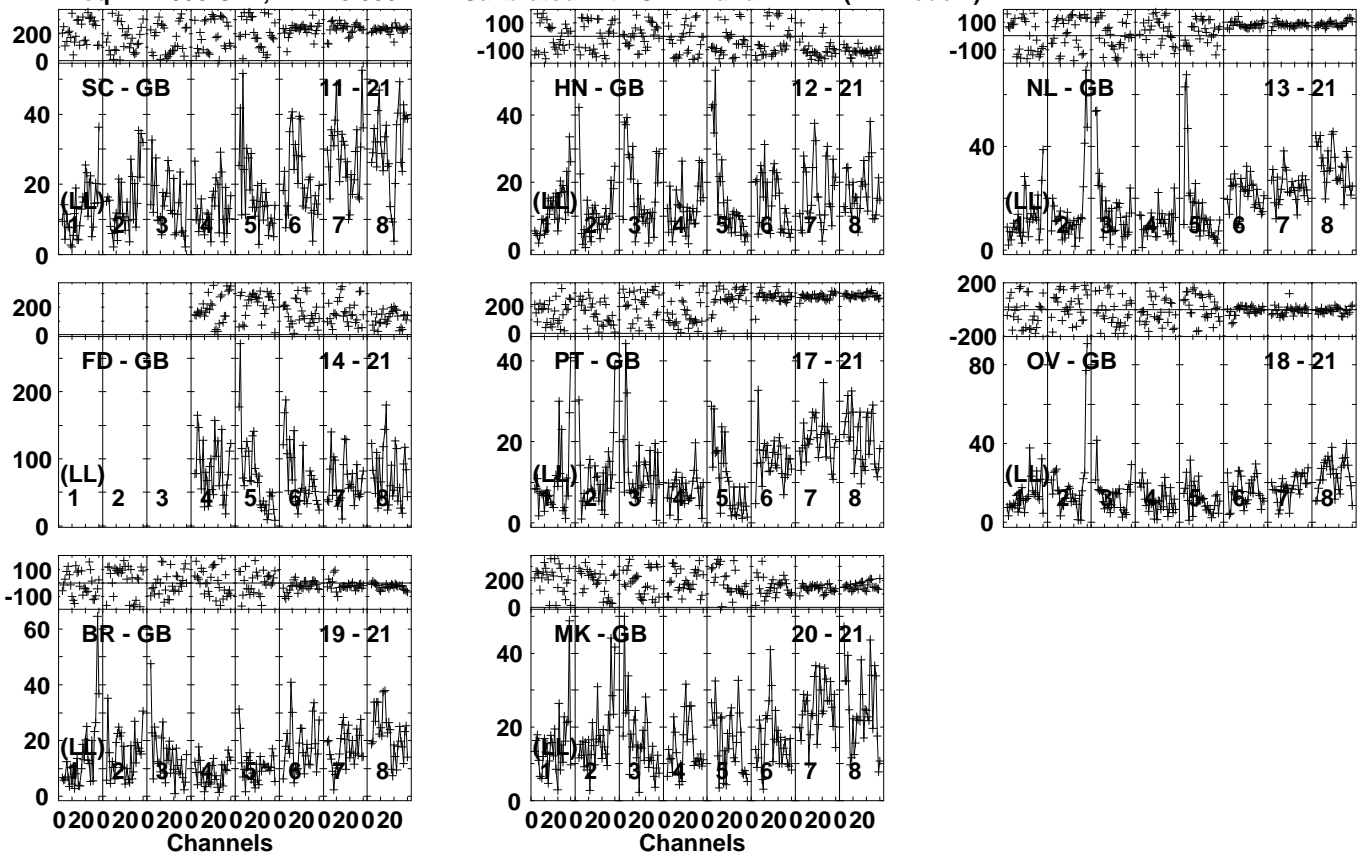 200
0
SC - GB 11 - 21
40
20
0
(LL)
1 2 3 4 5 6 7 8
100
-100
HN - GB 12 - 21
40
20
0
(LL)
1 2 3 4 5 6 7 8
100
-100
NL - GB 13 - 21
40
0
(LL)
1 2 3 4 5 6 7 8
200
0
FD - GB 14 - 21
200
100
0
(LL)
1 2 3 4 5 6 7 8
200
0
PT - GB 17 - 21
40
20
0
(LL)
1 2 3 4 5 6 7 8
200
-200
OV - GB 18 - 21
80
40
0
(LL)
1 2 3 4 5 6 7 8
100
-100
BR - GB 19 - 21
60
40
20
0
(LL)
1 2 3 4 5 6 7 8
0 20 0 20 0 20 0 20 0 20 0 20 0 20 0 20
Channels
200
0
MK - GB 20 - 21
40
20
0
(LL)
1 2 3 4 5 6 7 8
0 20 0 20 0 20 0 20 0 20 0 20 0 20 0 20
Channels